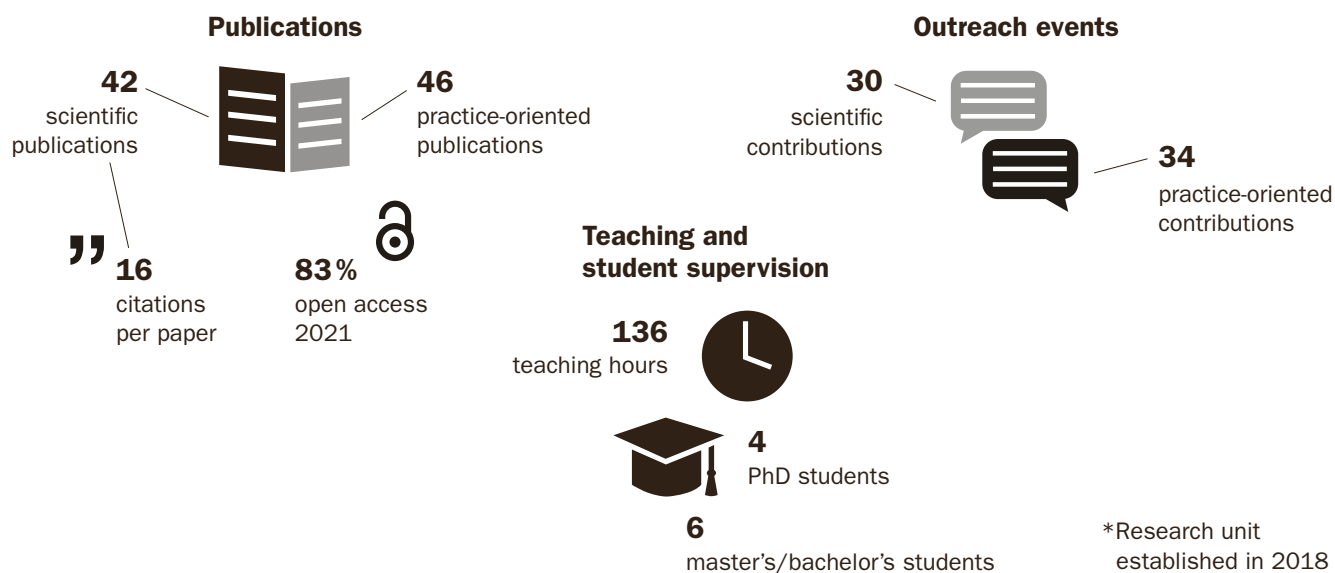 Publications
42
scientific
publications
46
practice-oriented
publications
”
16
citations
per paper
83 %
open access
2021
Outreach events
30
scientific
contributions
34
practice-oriented
contributions
Teaching and
student supervision
136
teaching hours
4
PhD students
6
master’s/bachelor’s students
*Research unit
established in 2018